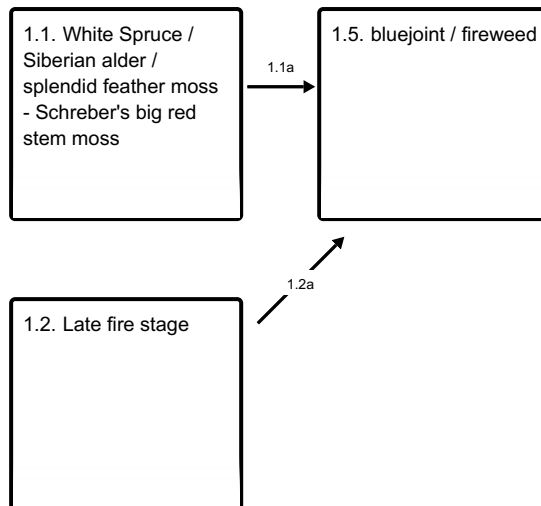 1.1. White Spruce /
Siberian alder /
splendid feather moss
- Schreber's big red
stem moss
1.1a
1.5. bluejoint / fireweed
1.2a
1.2. Late fire stage